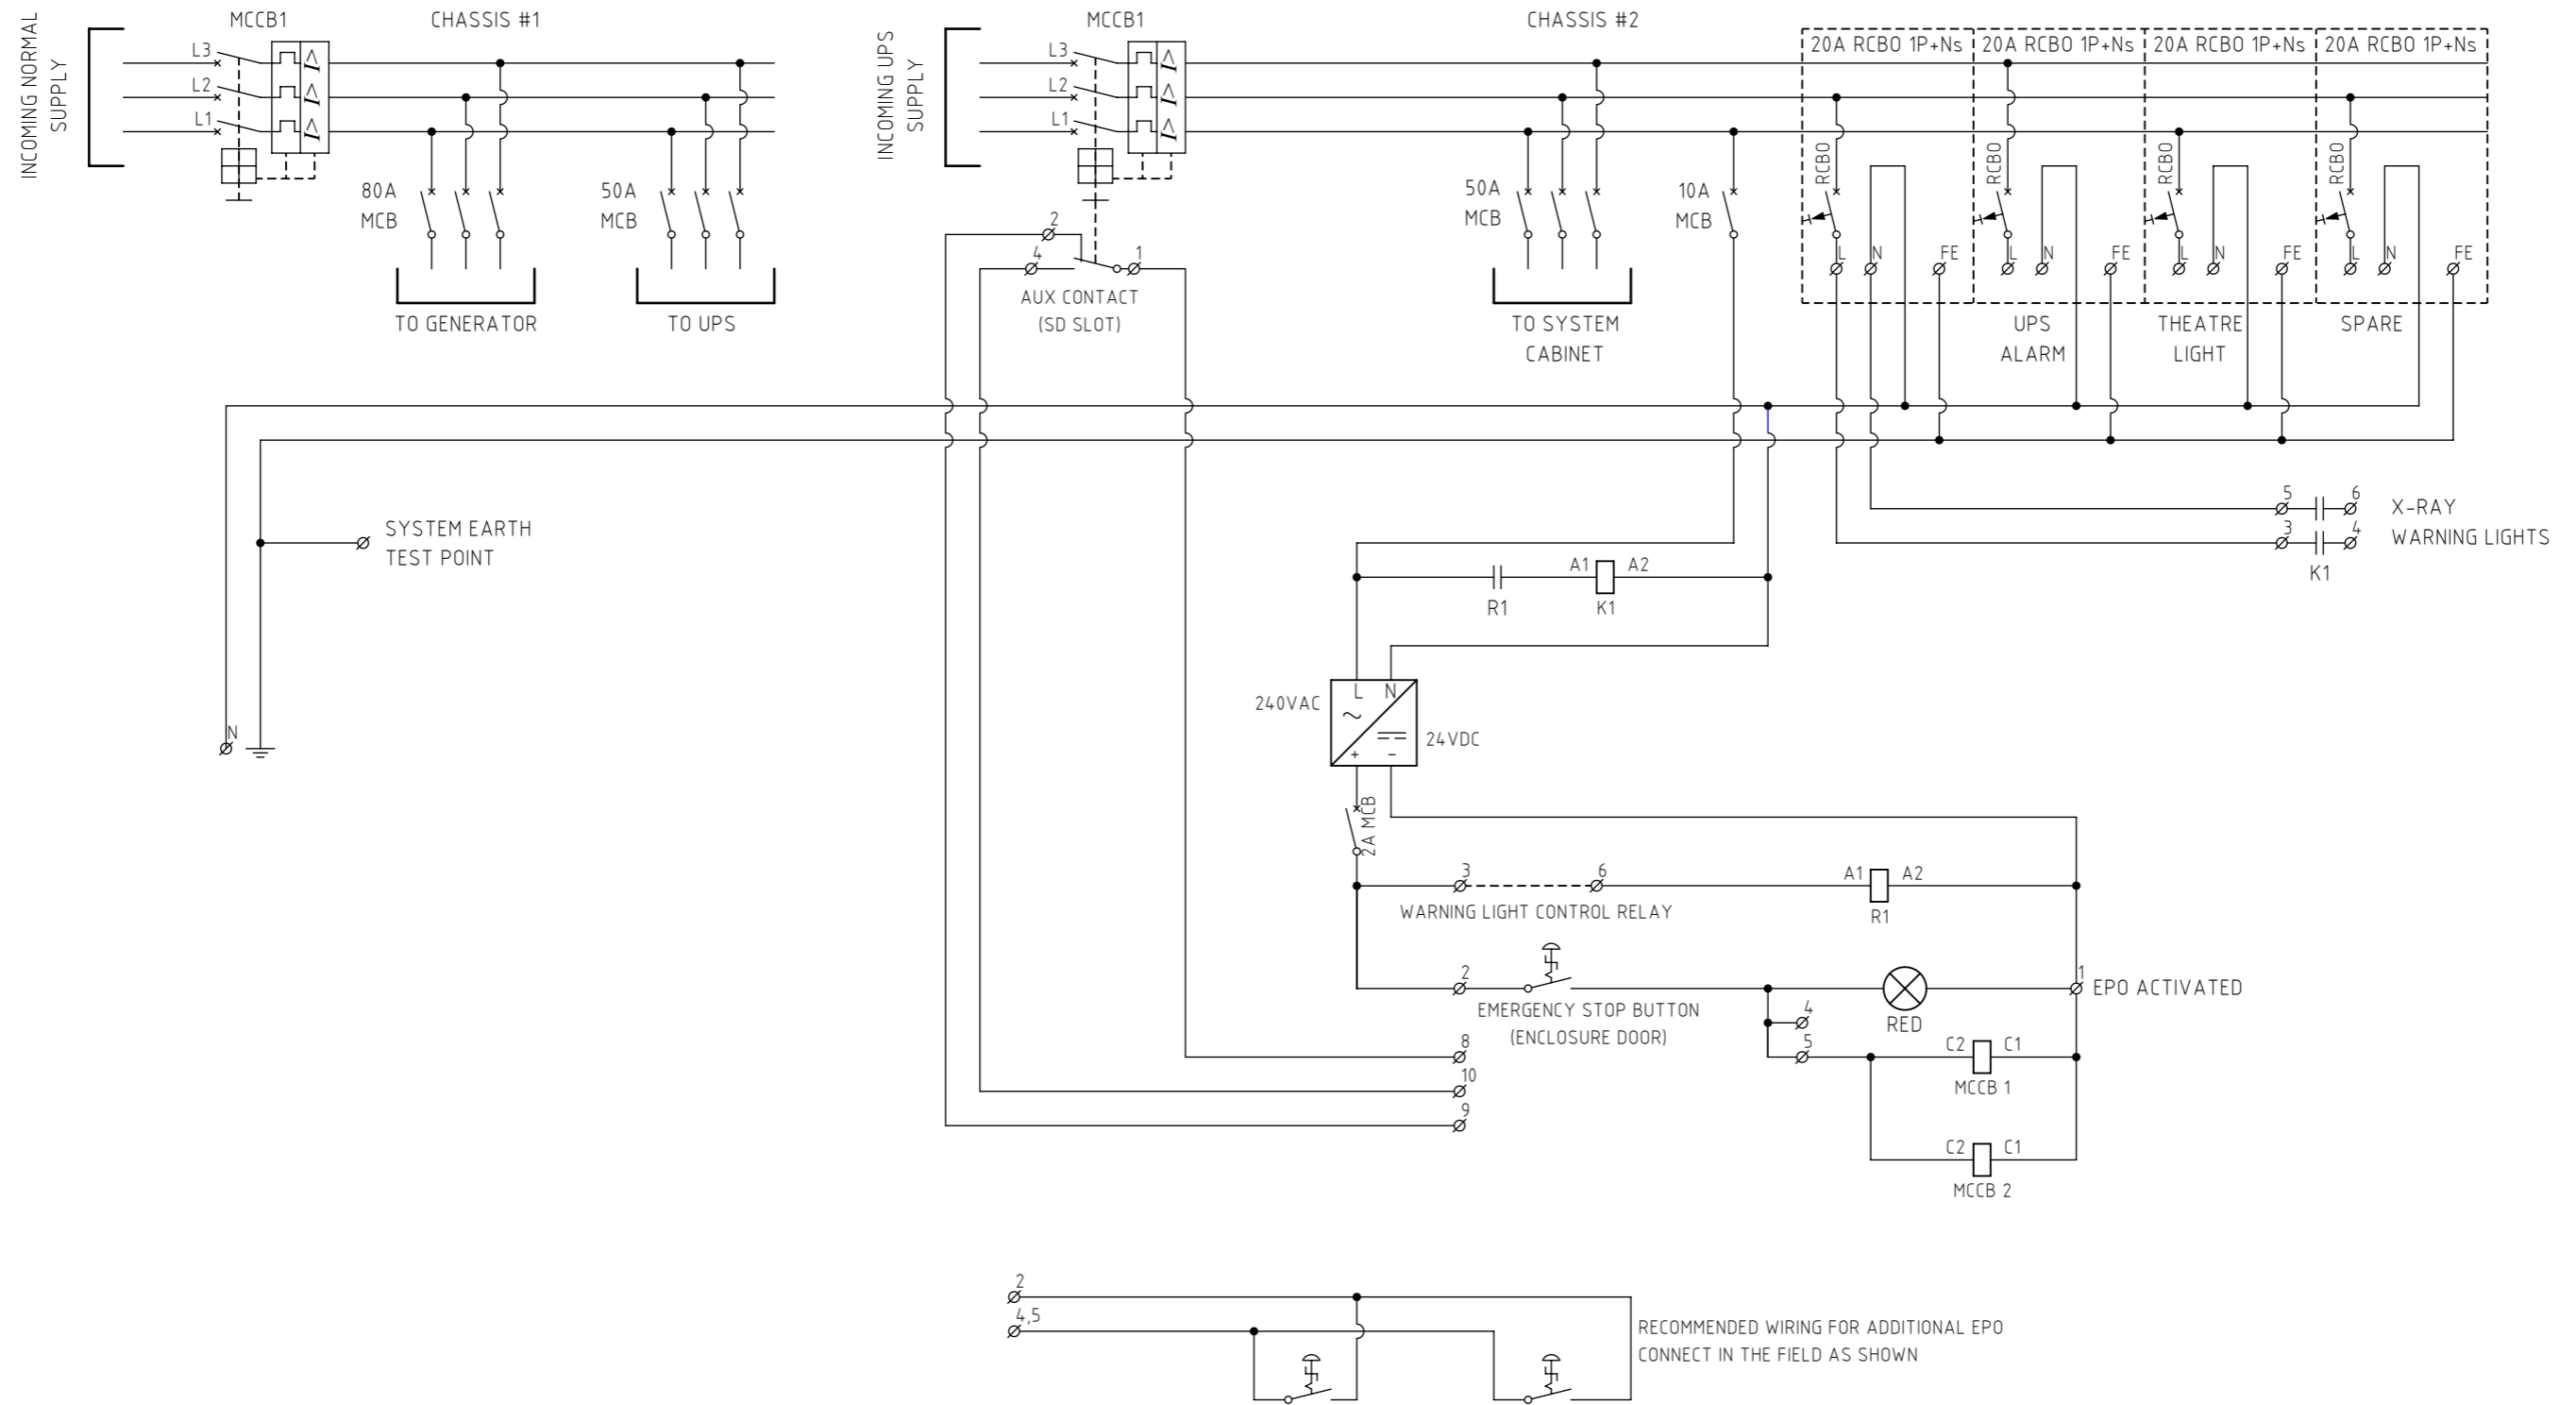 INCOMING NORMAL
SUPPLY
MCCB1
CHASSIS #1
L3
L2
L1
I>
I>
I>
80A
MCB
50A
MCB
TO GENERATOR
TO UPS
INCOMING UPS
SUPPLY
MCCB1
CHASSIS #2
L3
L2
L1
I>
I>
I>
2
4
1
AUX CONTACT
(SD SLOT)
50A
MCB
10A
MCB
TO SYSTEM
CABINET
20A RCBO 1P+Ns
20A RCBO 1P+Ns
20A RCBO 1P+Ns
20A RCBO 1P+Ns
RCBO
RCBO
RCBO
RCBO
L
N
FE
L
N
FE
L
N
FE
L
N
FE
UPS
ALARM
THEATRE
LIGHT
SPARE
SYSTEM EARTH
TEST POINT
N
5
6
3
4
K1
X-RAY
WARNING LIGHTS
R1
A1
A2
K1
240VAC
L
N
+
-
24VDC
2A MCB
3
6
WARNING LIGHT CONTROL RELAY
A1
A2
R1
2
EMERGENCY STOP BUTTON
(ENCLOSURE DOOR)
RED
1
EPO ACTIVATED
4
5
C2
C1
MCCB 1
C2
C1
MCCB 2
8
10
9
2
4,5
RECOMMENDED WIRING FOR ADDITIONAL EPO
CONNECT IN THE FIELD AS SHOWN